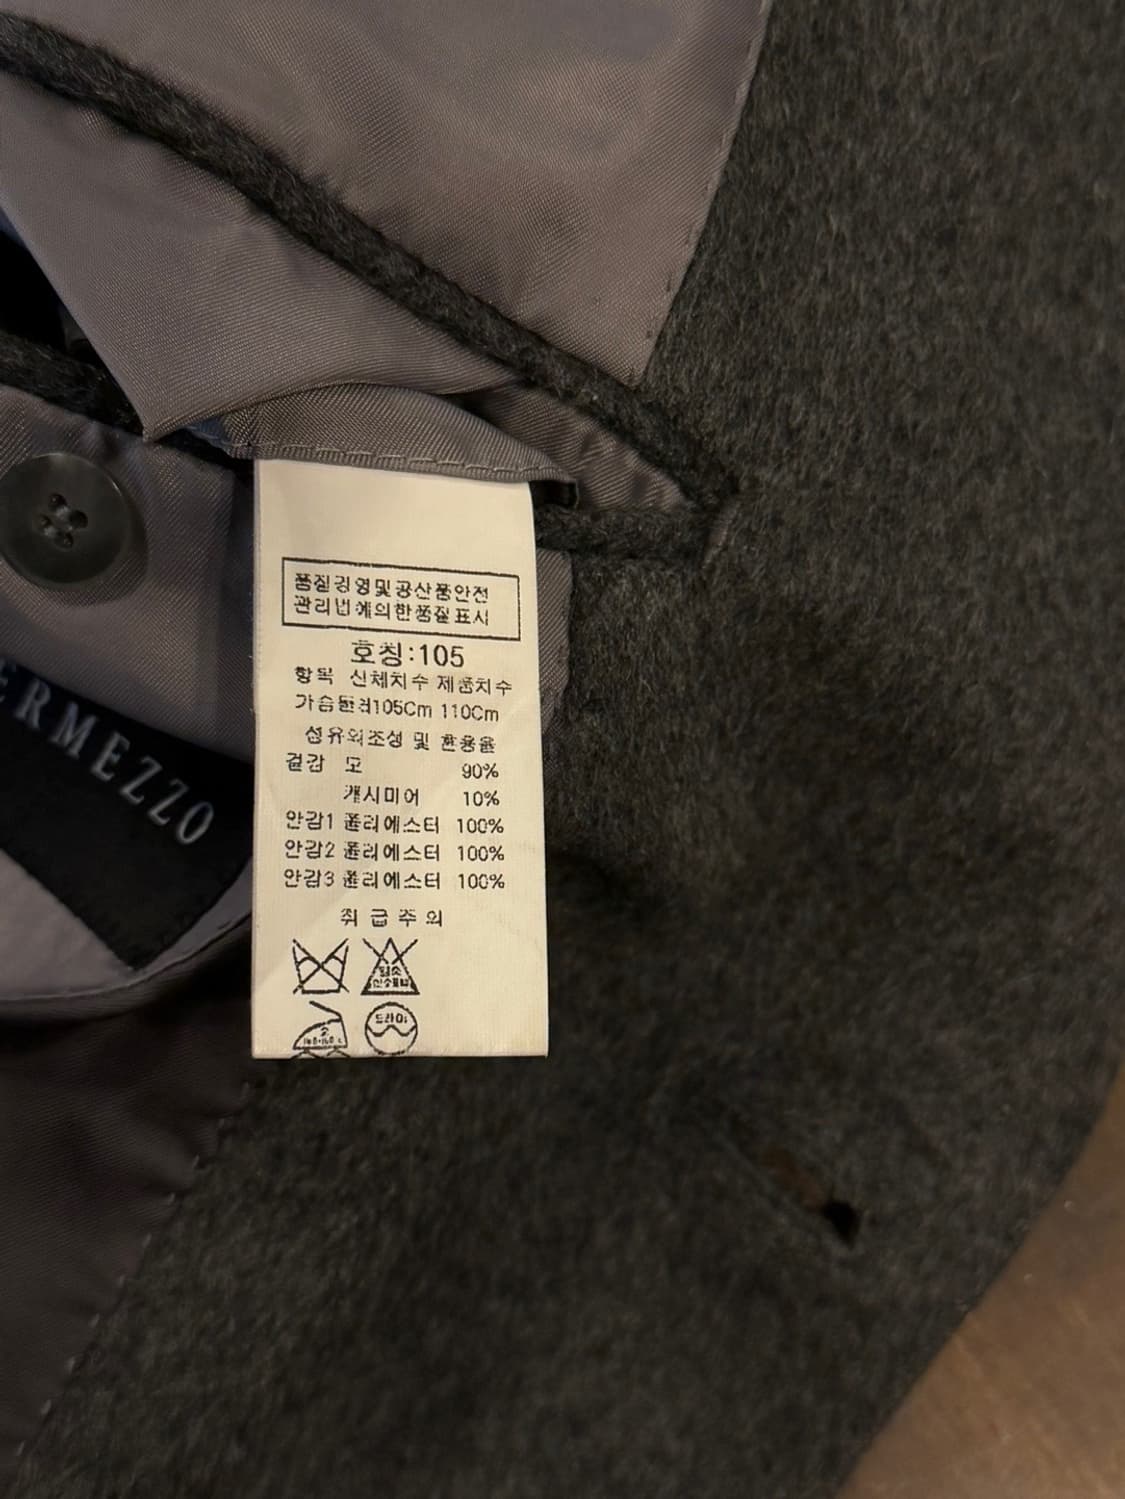 품질경영및공산품안전
관리법에의한품질표시
호칭:105
항목 신체치수 제품치수
가슴둘레105Cm 110Cm
섬유의조성 및 혼용율
겉감 모 90%
캐시미어 10%
안감1 폴리에스터 100%
안감2 폴리에스터 100%
안감3 폴리에스터 100%
취급주의
드라이
ERMEZZO